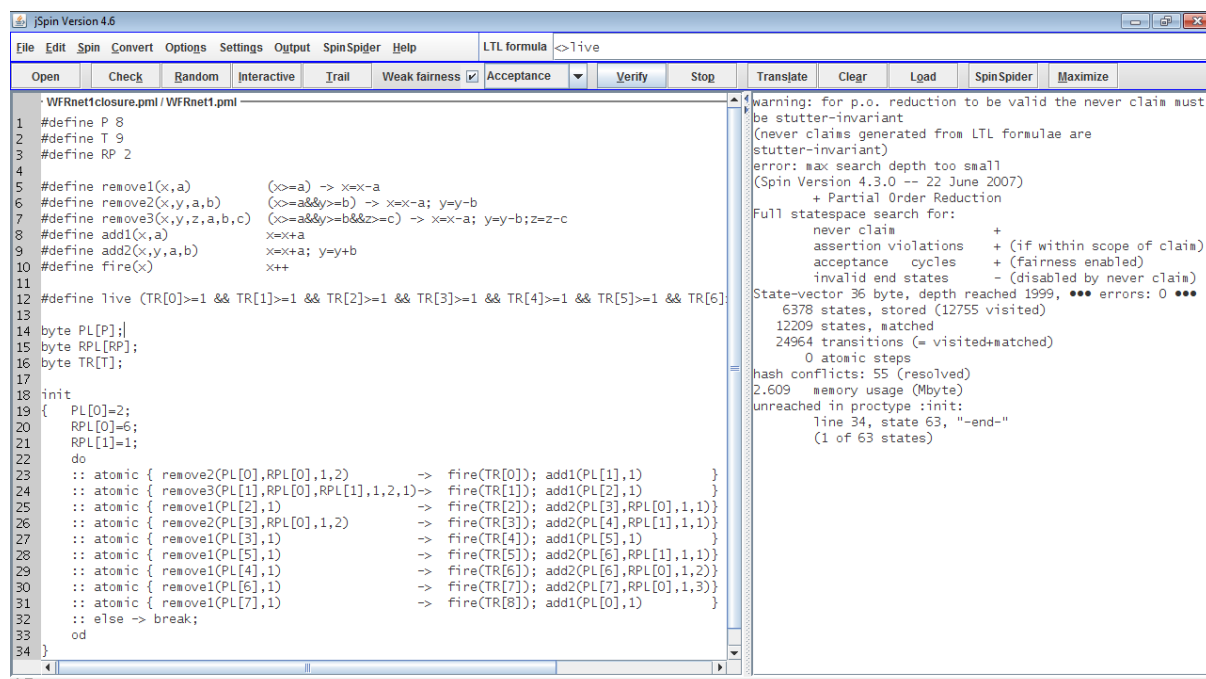 jSpin Version 4.6
File Edit Spin Convert Options Settings Output SpinSpider Help LTL formula <>live
Open Check Random Interactive Trail Weak fairness Acceptance Verify Stop Translate Clear Load SpinSpider Maximize
WFRnet1closure.pml / WFRnet1.pml
1 #define P 8
2 #define T 9
3 #define RP 2
4
5 #define remove1(x,a) (x>=a) -> x=x-a
6 #define remove2(x,y,a,b) (x>=a&&y>=b) -> x=x-a; y=y-b
7 #define remove3(x,y,z,a,b,c) (x>=a&&y>=b&&z>=c) -> x=x-a; y=y-b;z=z-c
8 #define add1(x,a) x=x+a
9 #define add2(x,y,a,b) x=x+a; y=y+b
10 #define fire(x) x++
11
12 #define live (TR[0]>=1 && TR[1]>=1 && TR[2]>=1 && TR[3]>=1 && TR[4]>=1 && TR[5]>=1 && TR[6]
13
14 byte PL[P];
15 byte RPL[RP];
16 byte TR[T];
17
18 init
19 { PL[0]=2;
20 RPL[0]=6;
21 RPL[1]=1;
22 do
23 :: atomic { remove2(PL[0],RPL[0],1,2) -> fire(TR[0]); add1(PL[1],1) }
24 :: atomic { remove3(PL[1],RPL[0],RPL[1],1,2,1)-> fire(TR[1]); add1(PL[2],1) }
25 :: atomic { remove1(PL[2],1) -> fire(TR[2]); add2(PL[3],RPL[0],1,1)}
26 :: atomic { remove2(PL[3],RPL[0],1,2) -> fire(TR[3]); add2(PL[4],RPL[1],1,1)}
27 :: atomic { remove1(PL[3],1) -> fire(TR[4]); add1(PL[5],1) }
28 :: atomic { remove1(PL[5],1) -> fire(TR[5]); add2(PL[6],RPL[1],1,1)}
29 :: atomic { remove1(PL[4],1) -> fire(TR[6]); add2(PL[6],RPL[0],1,2)}
30 :: atomic { remove1(PL[6],1) -> fire(TR[7]); add2(PL[7],RPL[0],1,3)}
31 :: atomic { remove1(PL[7],1) -> fire(TR[8]); add1(PL[0],1) }
32 :: else -> break;
33 od
34 }
warning: for p.o. reduction to be valid the never claim must
be stutter-invariant
(never claims generated from LTL formulae are
stutter-invariant)
error: max search depth too small
(Spin Version 4.3.0 -- 22 June 2007)
+ Partial Order Reduction
Full statespace search for:
never claim +
assertion violations + (if within scope of claim)
acceptance cycles + (fairness enabled)
invalid end states - (disabled by never claim)
State-vector 36 byte, depth reached 1999, ●●● errors: 0 ●●●
6378 states, stored (12755 visited)
12209 states, matched
24964 transitions (= visited+matched)
0 atomic steps
hash conflicts: 55 (resolved)
2.609 memory usage (Mbyte)
unreached in proctype :init:
line 34, state 63, "-end-"
(1 of 63 states)